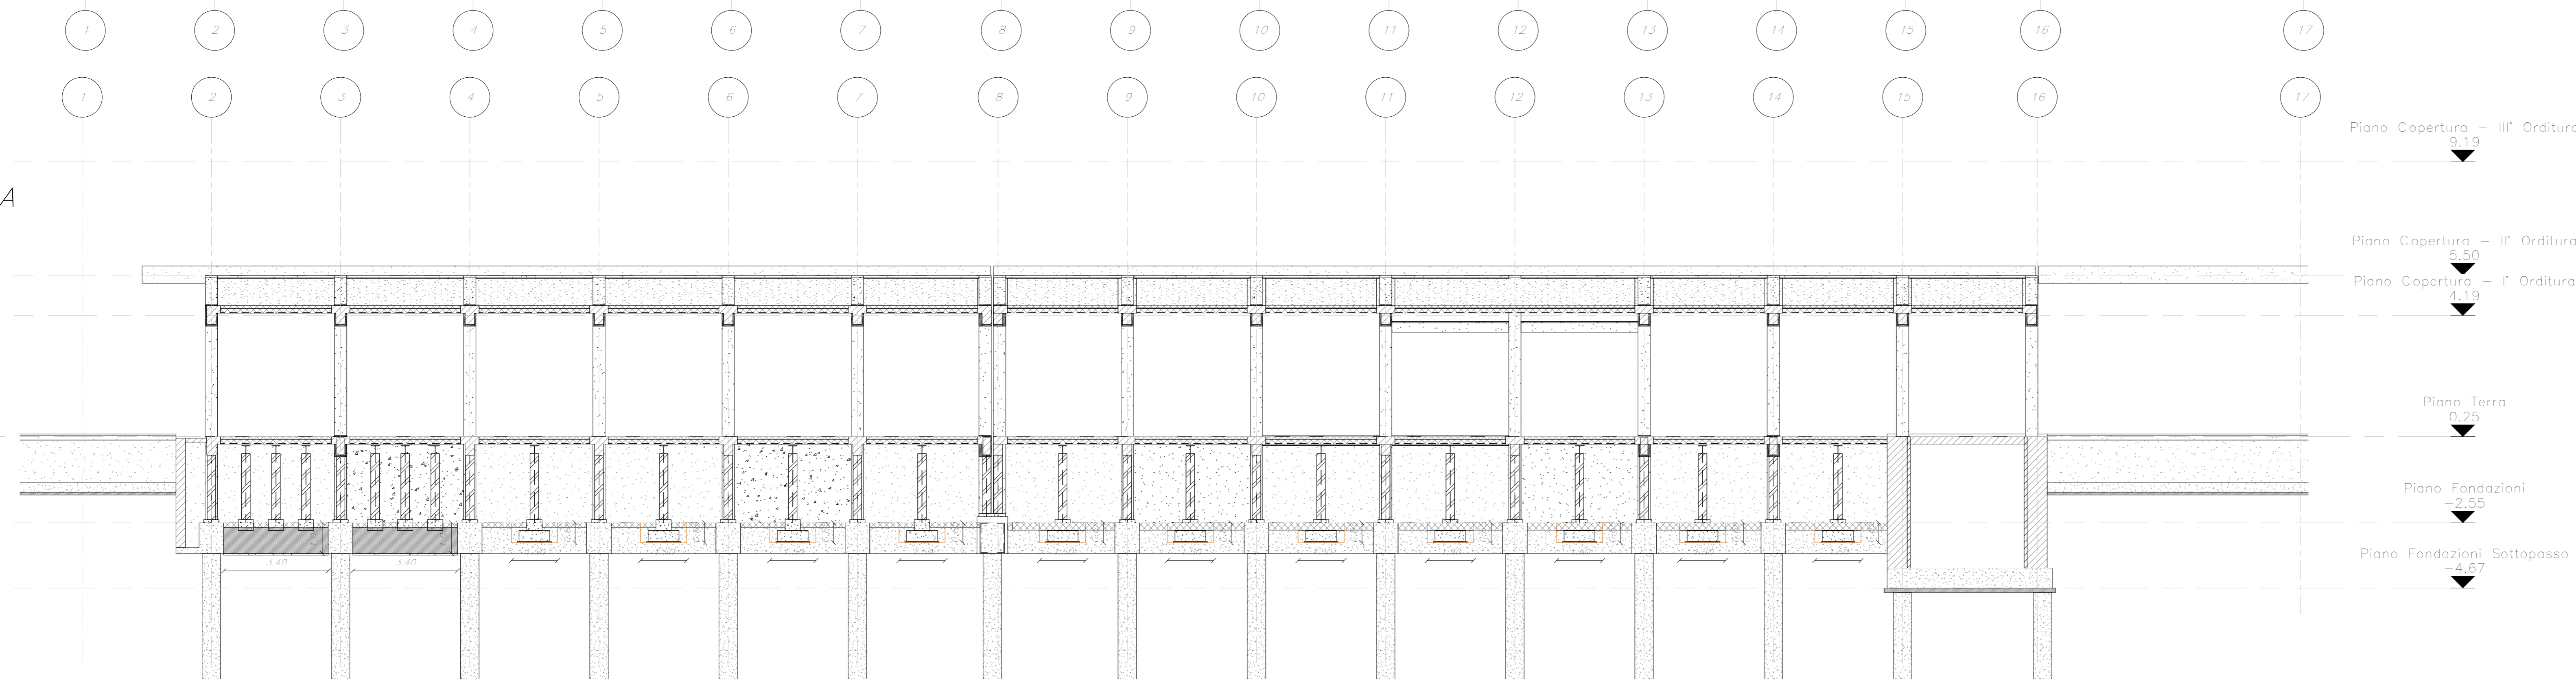 1 2 3 4 5 6 7 8 9 10 11 12 13 14 15 16 17
1 2 3 4 5 6 7 8 9 10 11 12 13 14 15 16 17
Piano Copertura - III° Orditura
9.19
A
Piano Copertura - II° Orditura
5.50
Piano Copertura - I° Orditura
4.19
Piano Terra
0.25
Piano Fondazioni
-2.55
Piano Fondazioni Sottopasso
-4.67
3,40 3,40